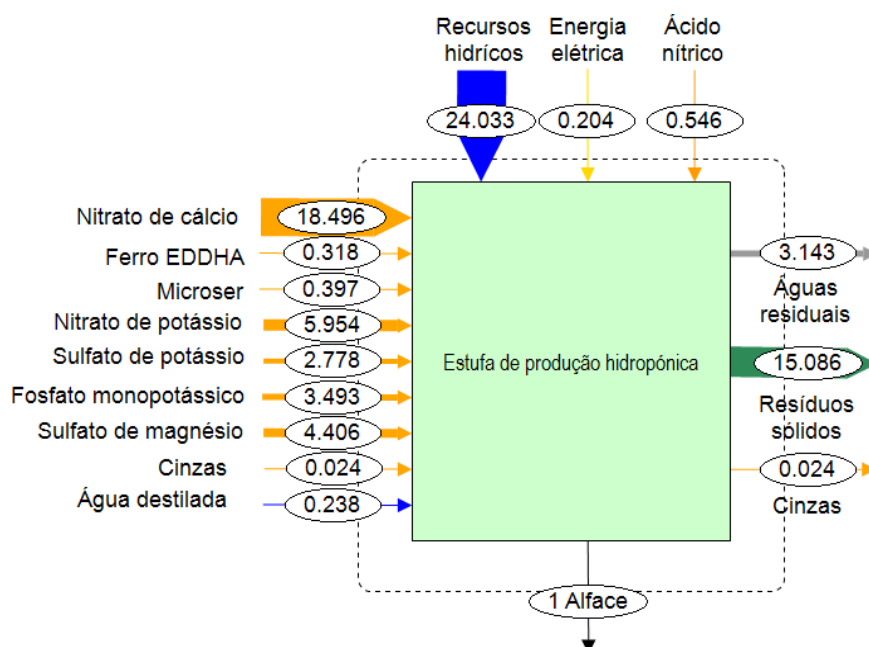 Recursos
hidrícos
Energia
elétrica
Ácido
nítrico
24.033
0.204
0.546
Nitrato de cálcio
18.496
Ferro EDDHA
0.318
Microser
0.397
Nitrato de potássio
5.954
Sulfato de potássio
2.778
Fosfato monopotássico
3.493
Sulfato de magnésio
4.406
Cinzas
0.024
Água destilada
0.238
Estufa de produção hidropónica
3.143
Águas
residuais
15.086
Resíduos
sólidos
0.024
Cinzas
1 Alface